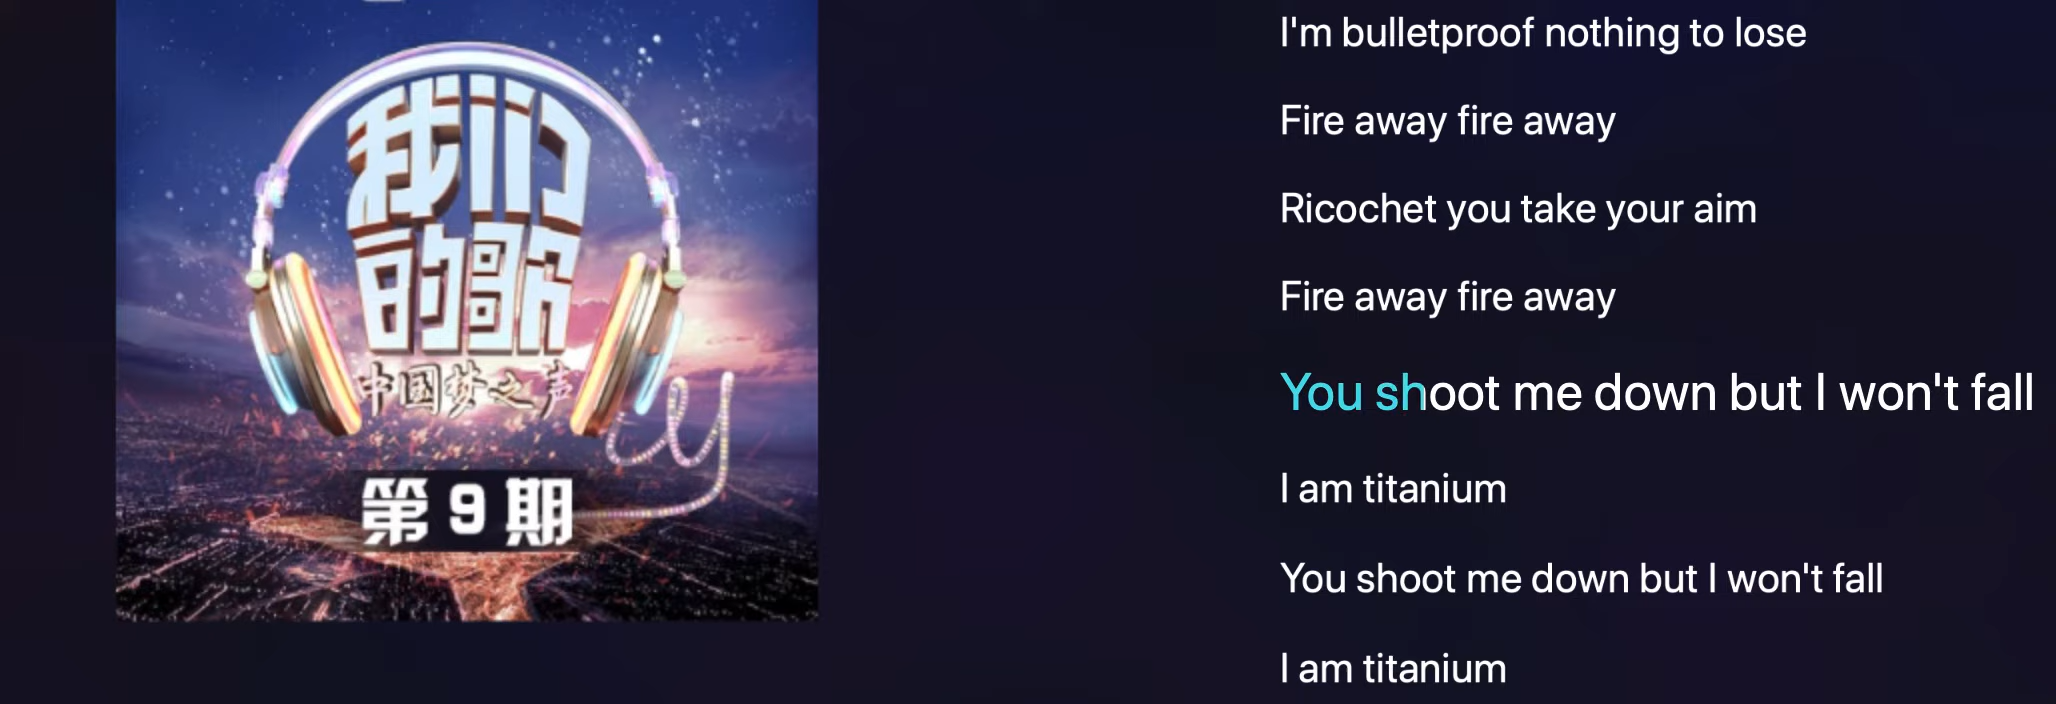 我们
的歌
中国梦之声
第9期
I'm bulletproof nothing to lose
Fire away fire away
Ricochet you take your aim
Fire away fire away
You shoot me down but I won't fall
I am titanium
You shoot me down but I won't fall
I am titanium